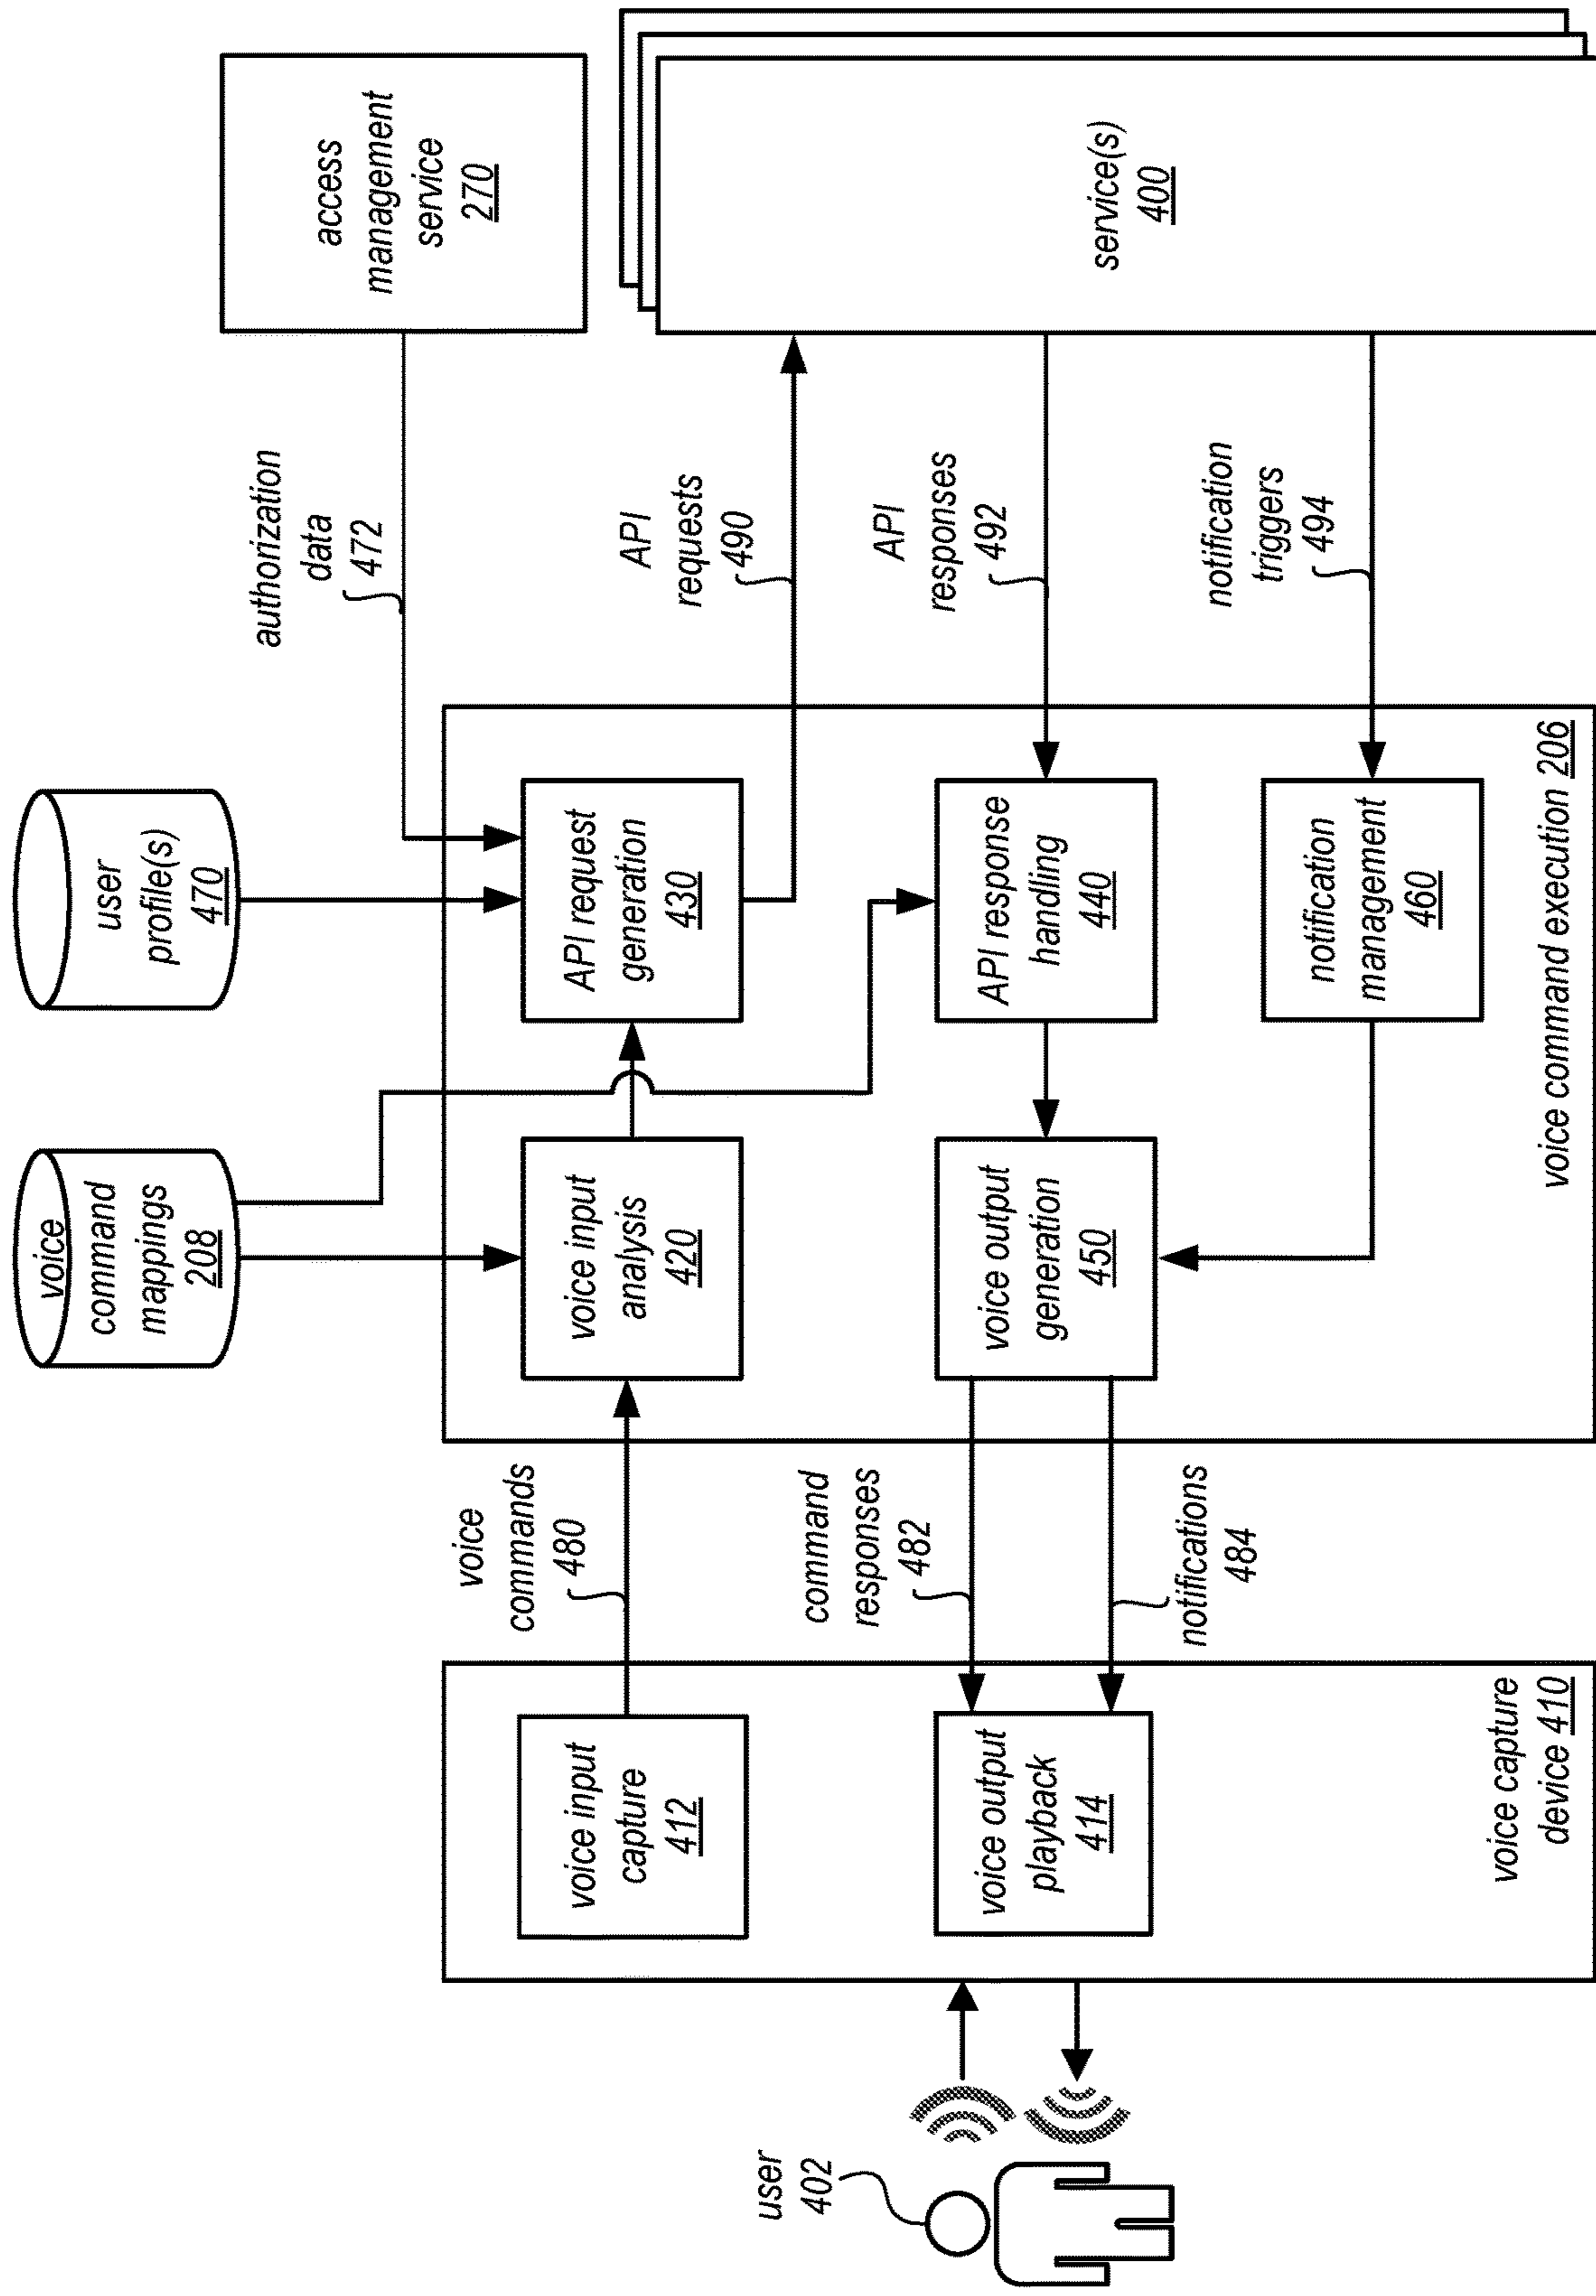 voice
command
mappings
208
user
profile(s)
470
access
management
service
270
authorization
data
472
user
402
voice input
capture
412
voice
commands
480
voice input
analysis
420
API request
generation
430
API
requests
490
service(s)
400
voice output
playback
414
command
responses
482
notifications
484
voice output
generation
450
API response
handling
440
API
responses
492
notification
management
460
notification
triggers
494
voice capture
device 410
voice command execution 206